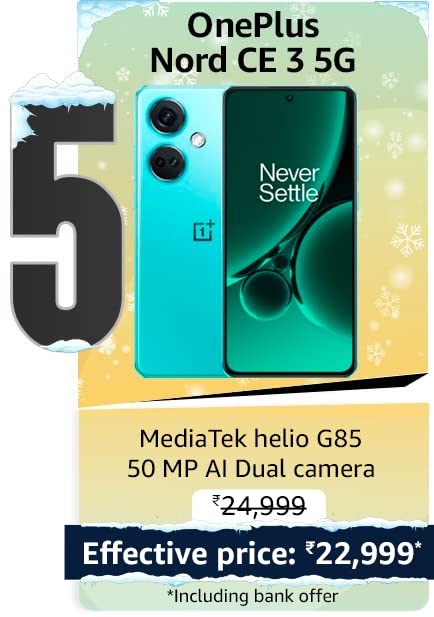 OnePlus
Nord CE 3 5G
5
Never
Settle
1+
MediaTek helio G85
50 MP AI Dual camera
₹24,999
Effective price: ₹22,999*
*Including bank offer